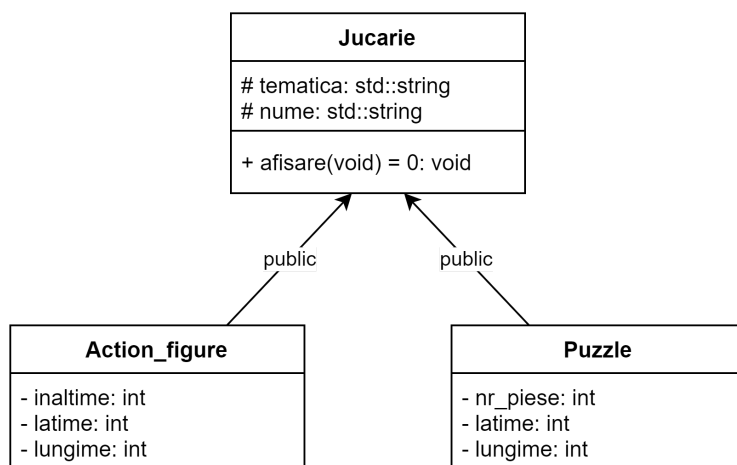 Jucarie
# tematica: std::string
# nume: std::string
+ afisare(void) = 0: void
public
public
Action_figure
- inaltime: int
- latime: int
- lungime: int
Puzzle
- nr_piese: int
- latime: int
- lungime: int